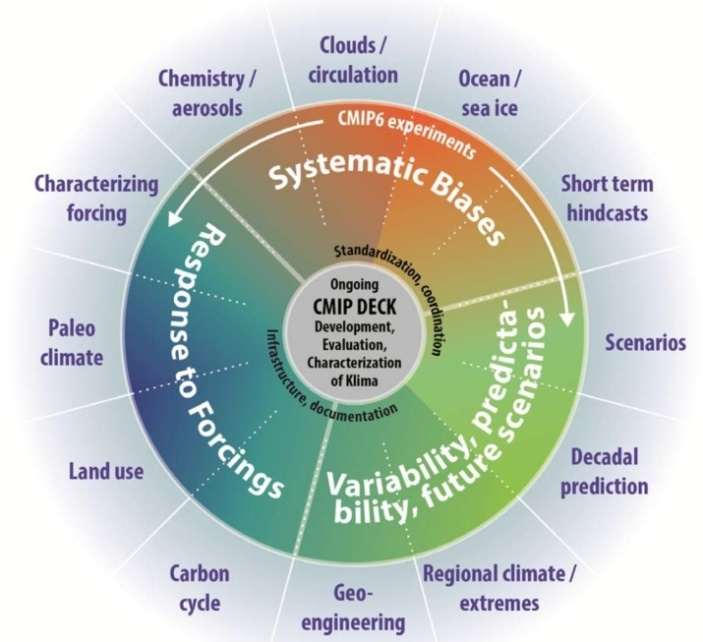 Clouds /
circulation
Ocean /
sea ice
Short term
hindcasts
Scenarios
Decadal
prediction
Regional climate /
extremes
Geo-
engineering
Carbon
cycle
Land use
Paleo
climate
Characterizing
forcing
Chemistry /
aerosols
CMIP6 experiments
Systematic Biases
Variability, predicta-
bility, future scenarios
Response to Forcings
Standardization, coordination
Infrastructure, documentation
Ongoing
CMIP DECK
Development,
Evaluation,
Characterization
of Klima